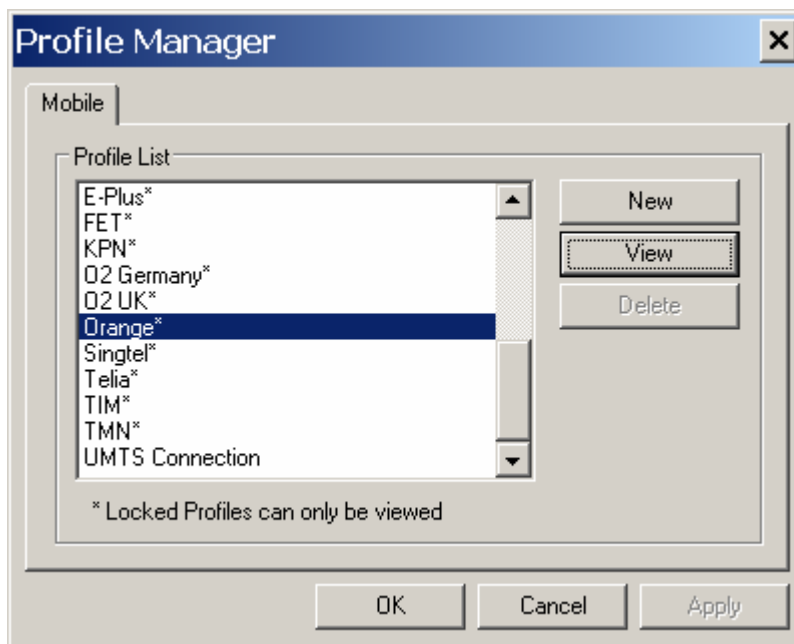 Profile Manager
Mobile
Profile List
E-Plus*
FET*
KPN*
O2 Germany*
O2 UK*
Orange*
Singtel*
Telia*
TIM*
TMN*
UMTS Connection
New
View
Delete
* Locked Profiles can only be viewed
OK
Cancel
Apply